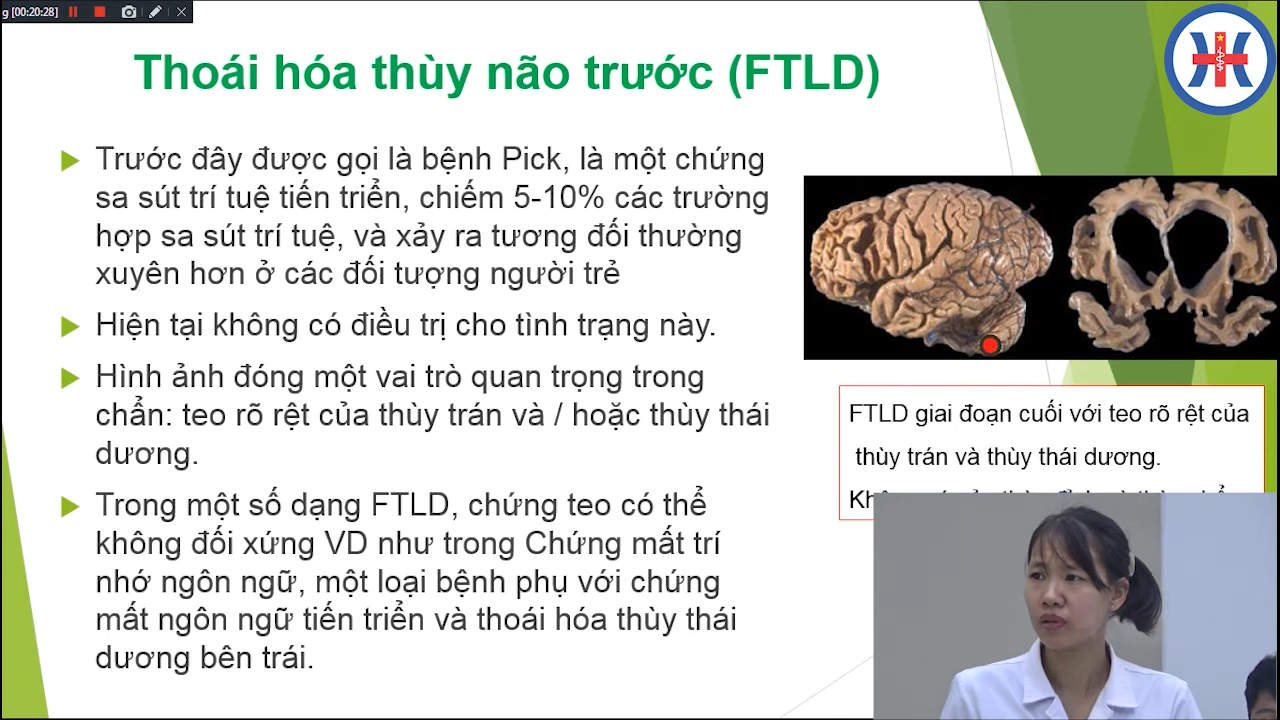 g [00:20:28]
Thoái hóa thùy não trước (FTLD)
Trước đây được gọi là bệnh Pick, là một chứng
sa sút trí tuệ tiến triển, chiếm 5-10% các trường
hợp sa sút trí tuệ, và xảy ra tương đối thường
xuyên hơn ở các đối tượng người trẻ
Hiện tại không có điều trị cho tình trạng này.
Hình ảnh đóng một vai trò quan trọng trong
chẩn: teo rõ rệt của thùy trán và / hoặc thùy thái
dương.
Trong một số dạng FTLD, chứng teo có thể
không đối xứng VD như trong Chứng mất trí
nhớ ngôn ngữ, một loại bệnh phụ với chứng
mất ngôn ngữ tiến triển và thoái hóa thùy thái
dương bên trái.
FTLD giai đoạn cuối với teo rõ rệt của
thùy trán và thùy thái dương.